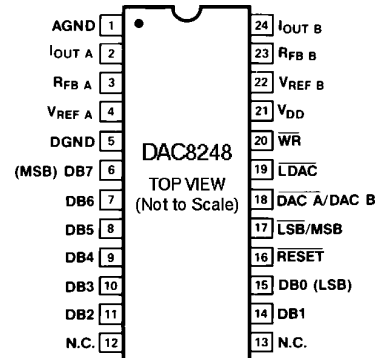 AGND 1
IOUT A 2
RFB A 3
VREF A 4
DGND 5
(MSB) DB7 6
DB6 7
DB5 8
DB4 9
DB3 10
DB2 11
N.C. 12
DAC8248
TOP VIEW
(Not to Scale)
24 IOUT B
23 RFB B
22 VREF B
21 VDD
20 WR
19 LDAC
18 DAC A/DAC B
17 LSB/MSB
16 RESET
15 DB0 (LSB)
14 DB1
13 N.C.